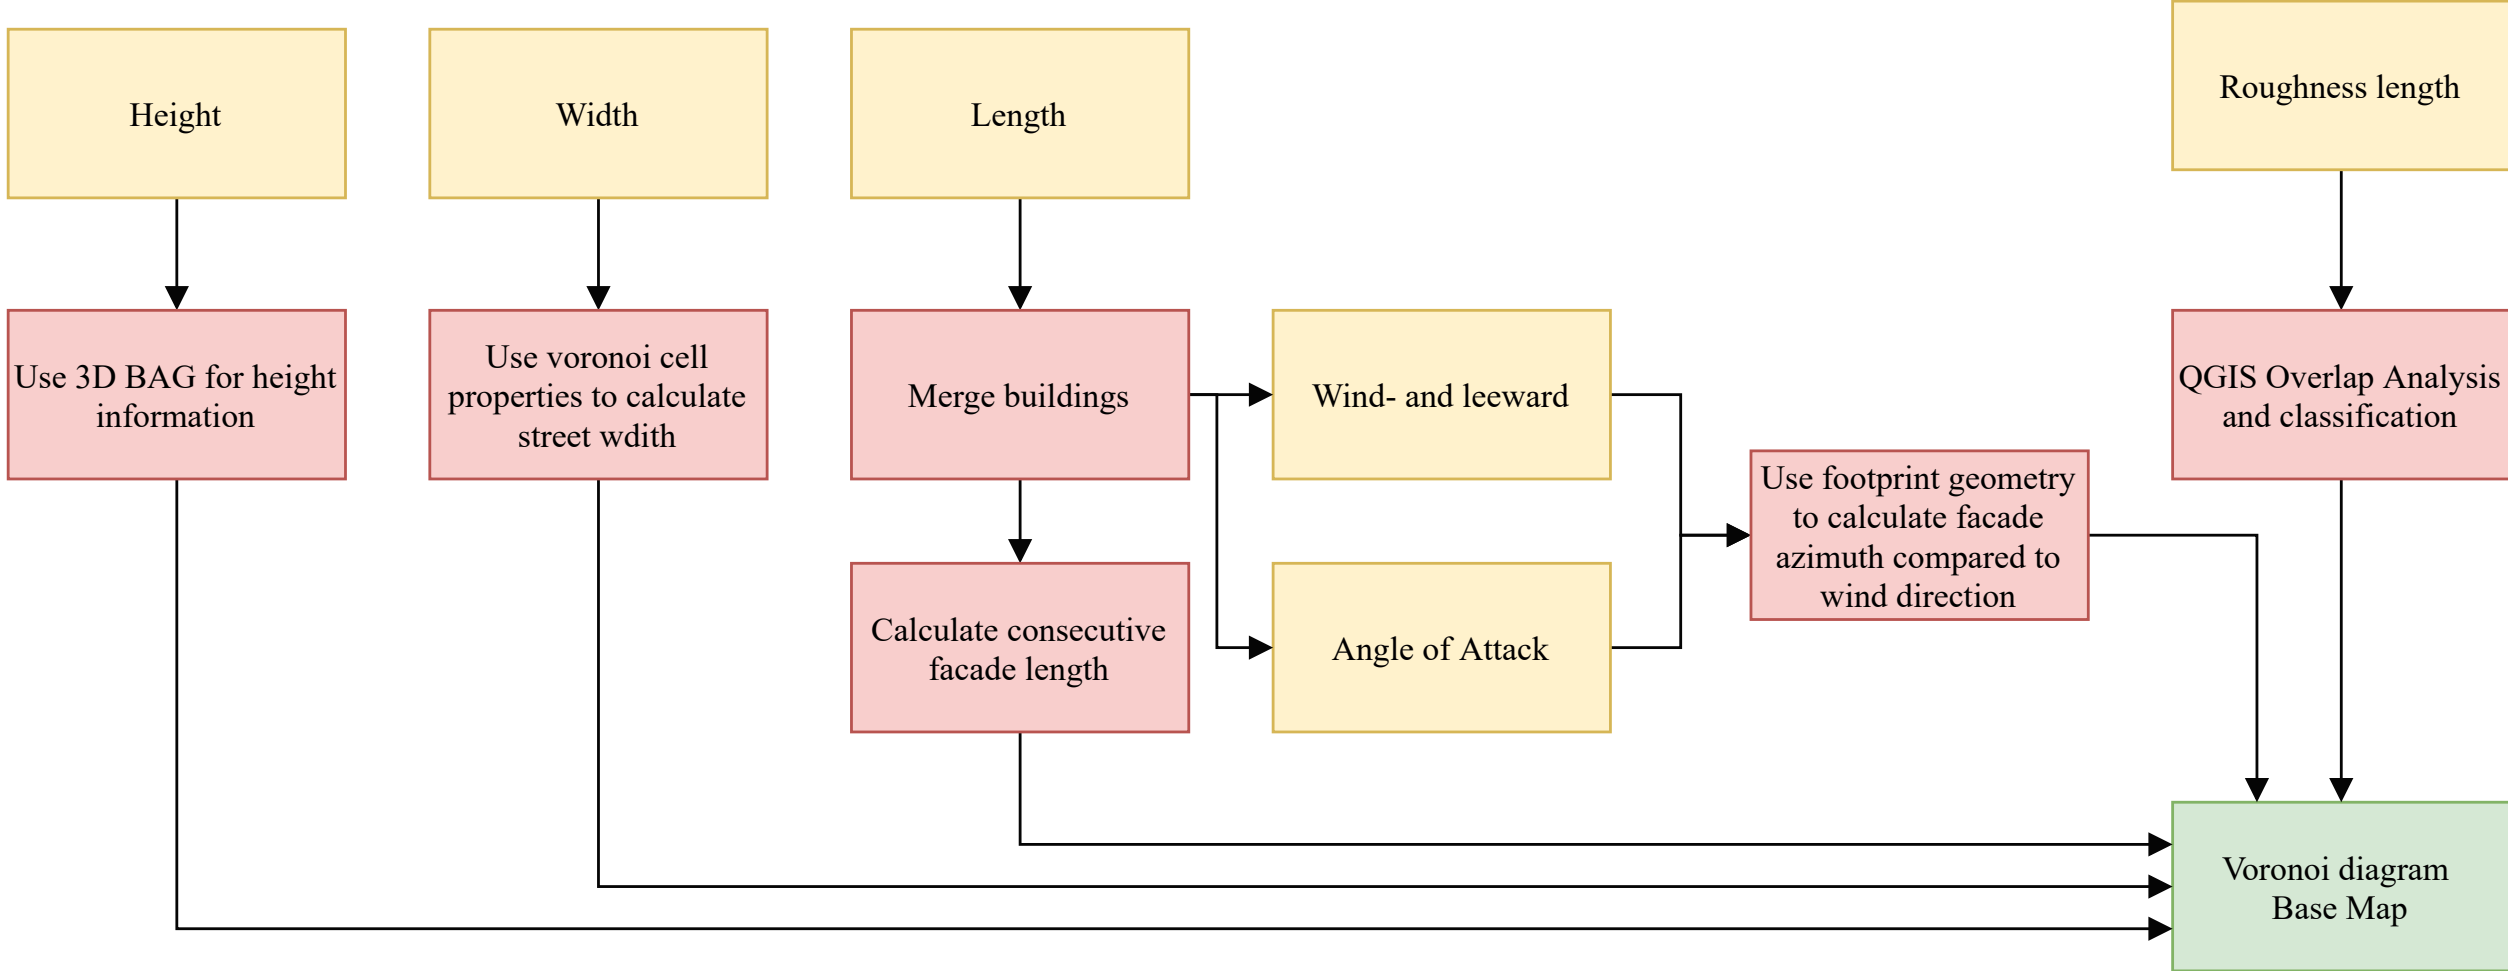 Height
Width
Length
Roughness length
Use 3D BAG for height
information
Use voronoi cell
properties to calculate
street wdith
Merge buildings
Wind- and leeward
QGIS Overlap Analysis
and classification
Use footprint geometry
to calculate facade
azimuth compared to
wind direction
Calculate consecutive
facade length
Angle of Attack
Voronoi diagram
Base Map